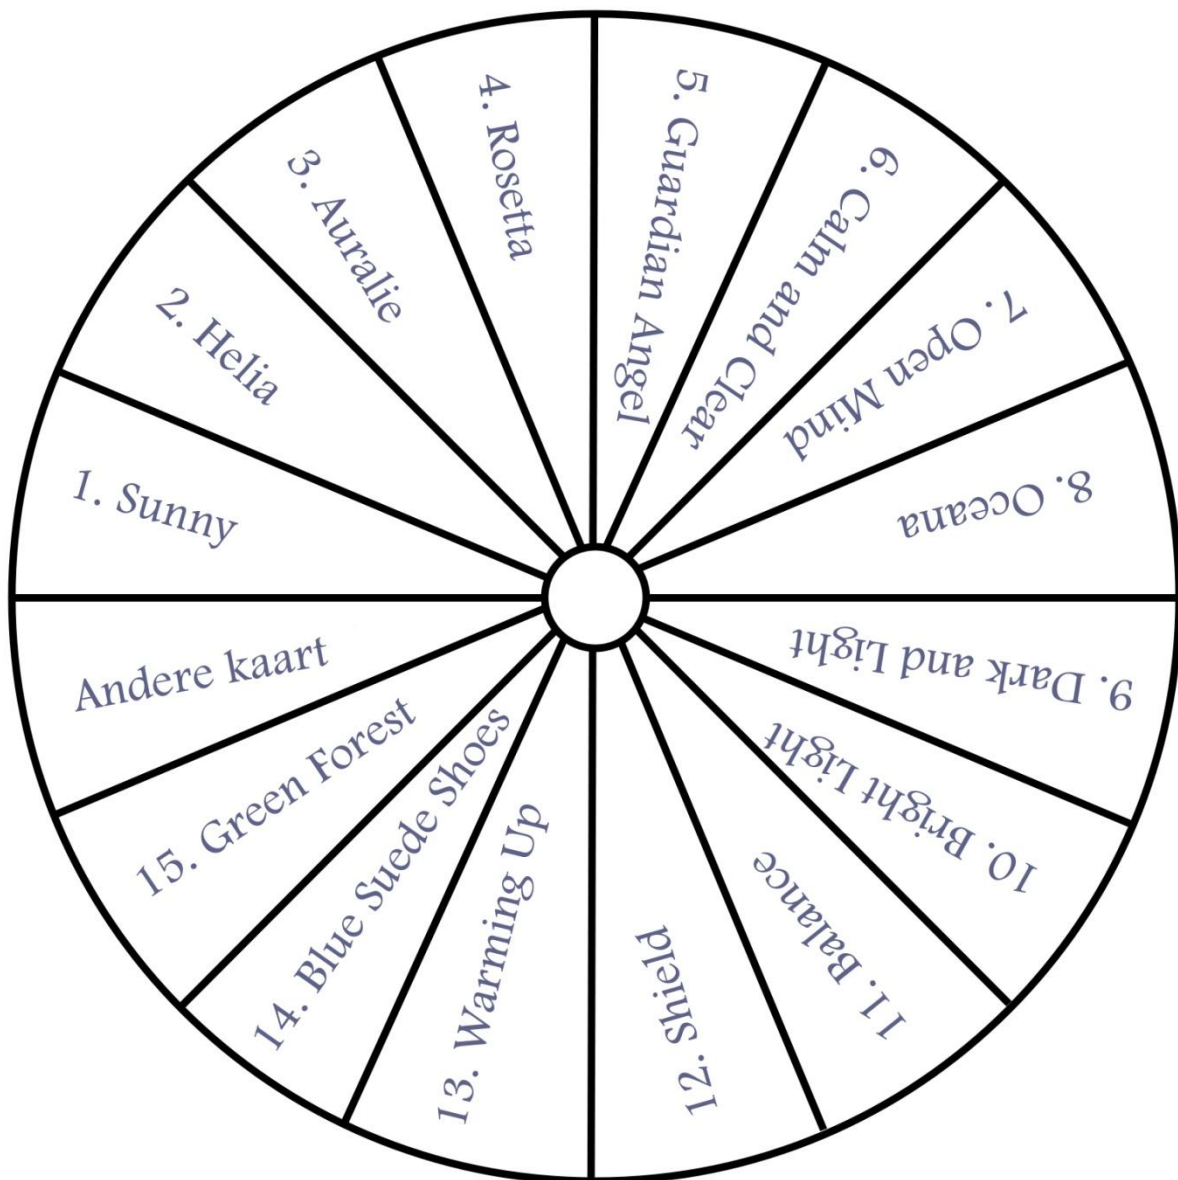 1. Sunny
2. Helia
3. Auralie
4. Rosetta
5. Guardian Angel
6. Calm and Clear
7. Open Mind
8. Oceana
9. Dark and Light
10. Bright Light
11. Balance
12. Shield
13. Warming Up
14. Blue Suede Shoes
15. Green Forest
Andere kaart